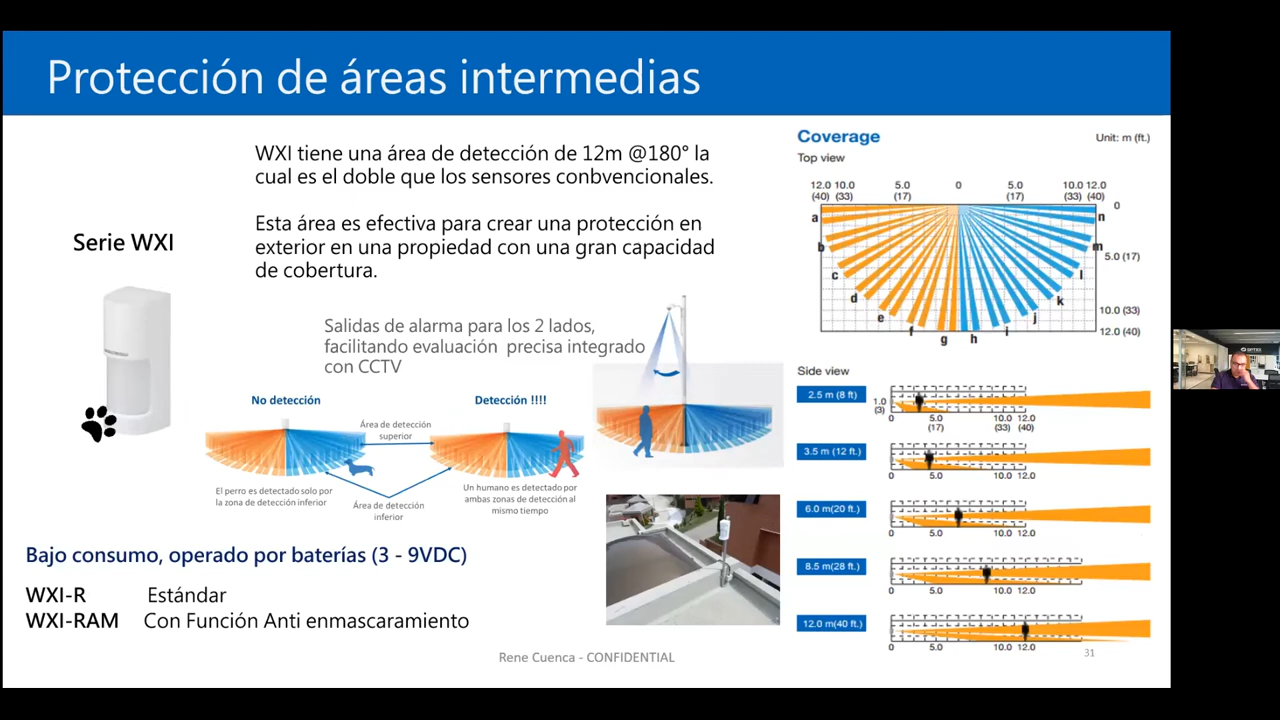 Protección de áreas intermedias
WXI tiene una área de detección de 12m @180° la
cual es el doble que los sensores conbvencionales.
Esta área es efectiva para crear una protección en
exterior en una propiedad con una gran capacidad
de cobertura.
Serie WXI
Salidas de alarma para los 2 lados,
facilitando evaluación precisa integrado
con CCTV
No detección
Detección !!!!
Área de detección
superior
El perro es detectado solo por
la zona de detección inferior
Área de detección
inferior
Un humano es detectado por
ambas zonas de detección al
mismo tiempo
Bajo consumo, operado por baterías (3 - 9VDC)
WXI-R Estándar
WXI-RAM Con Función Anti enmascaramiento
Rene Cuenca - CONFIDENTIAL
Coverage
Unit: m (ft.)
Top view
12.0 10.0 5.0 0 5.0 10.0 12.0
(40) (33) (17) (17) (33) (40)
0
a n
b m
5.0 (17)
c l
d k
e j
10.0 (33)
f i
12.0 (40)
g h
Side view
2.5 m (8 ft)
1.0
(3)
0 5.0 10.0 12.0
(17) (33) (40)
3.5 m (12 ft.)
0 5.0 10.0 12.0
6.0 m(20 ft.)
0 5.0 10.0 12.0
8.5 m(28 ft.)
0 5.0 10.0 12.0
12.0 m(40 ft.)
0 5.0 10.0 12.0
31
OPTEX